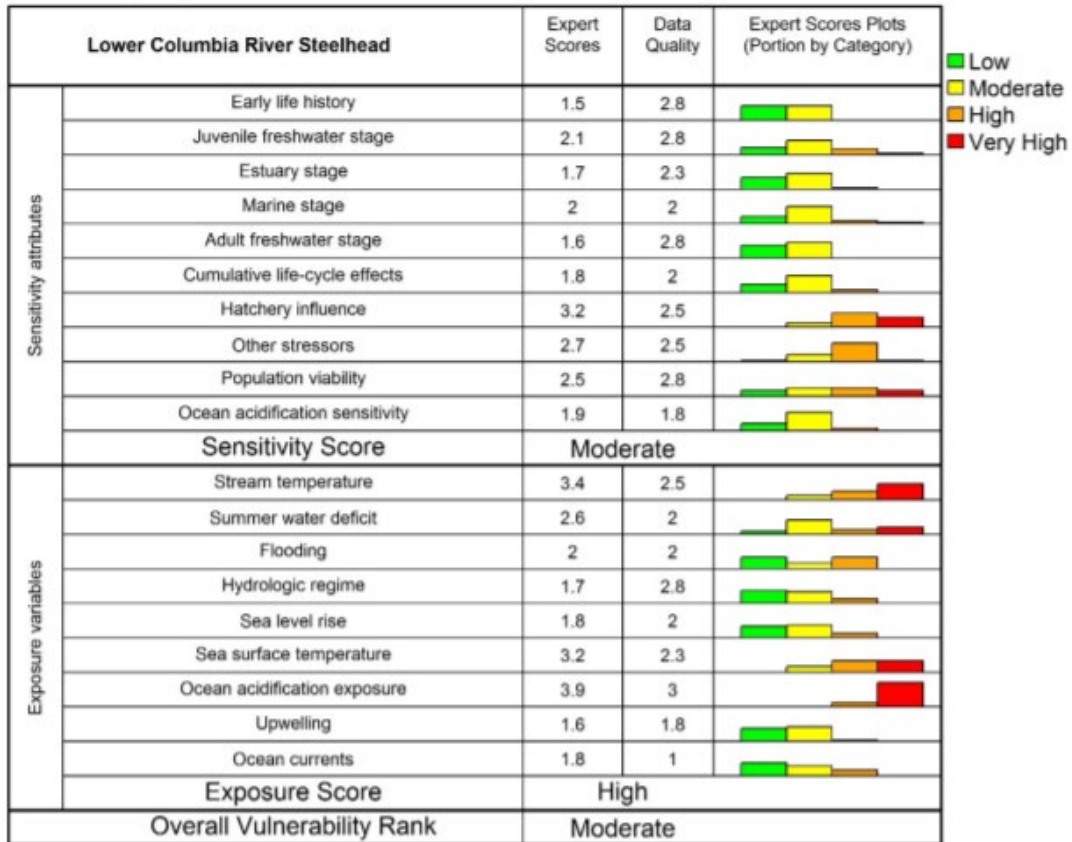 Lower Columbia River Steelhead
Expert Scores
Data Quality
Expert Scores Plots (Portion by Category)
Low
Moderate
High
Very High
Sensitivity attributes
Early life history 1.5 2.8
Juvenile freshwater stage 2.1 2.8
Estuary stage 1.7 2.3
Marine stage 2 2
Adult freshwater stage 1.6 2.8
Cumulative life-cycle effects 1.8 2
Hatchery influence 3.2 2.5
Other stressors 2.7 2.5
Population viability 2.5 2.8
Ocean acidification sensitivity 1.9 1.8
Sensitivity Score Moderate
Exposure variables
Stream temperature 3.4 2.5
Summer water deficit 2.6 2
Flooding 2 2
Hydrologic regime 1.7 2.8
Sea level rise 1.8 2
Sea surface temperature 3.2 2.3
Ocean acidification exposure 3.9 3
Upwelling 1.6 1.8
Ocean currents 1.8 1
Exposure Score High
Overall Vulnerability Rank Moderate